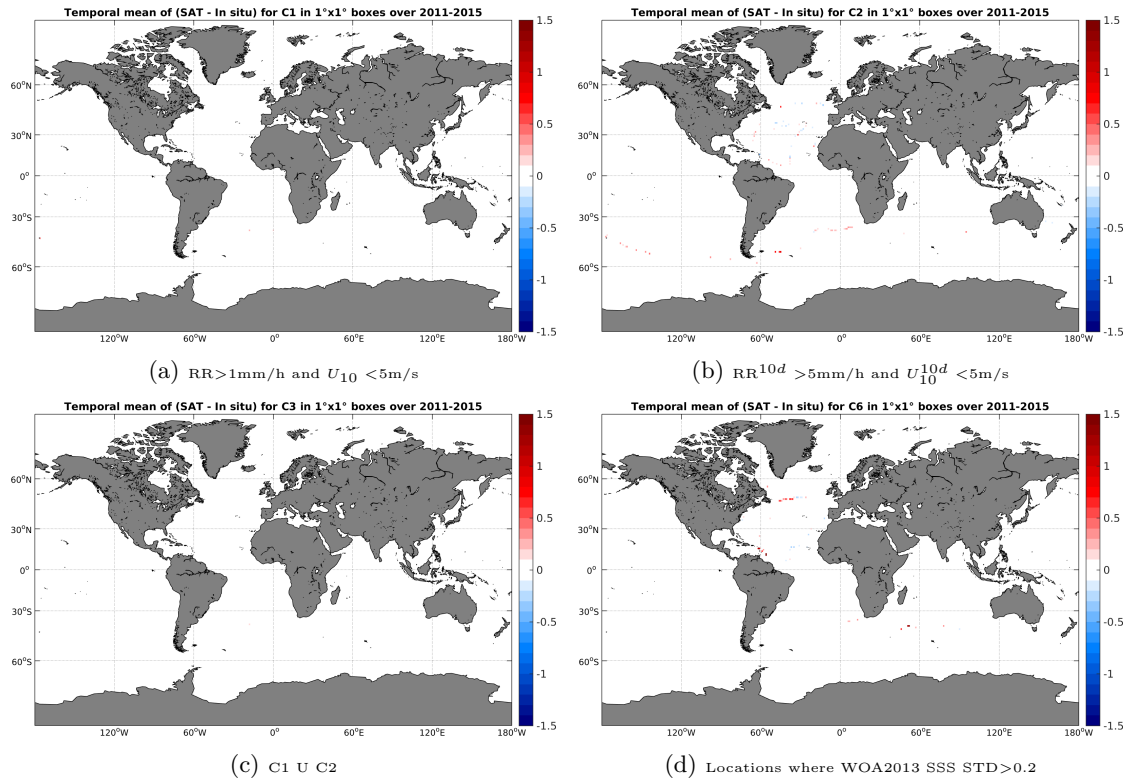 Temporal mean of (SAT - In situ) for C1 in 1°x1° boxes over 2011-2015
60°N
30°N
0°
30°S
60°S
120°W 60°W 0° 60°E 120°E 180°W
1.5
1
0.5
0
-0.5
-1
-1.5
(a) RR>1mm/h and U10 <5m/s
Temporal mean of (SAT - In situ) for C2 in 1°x1° boxes over 2011-2015
60°N
30°N
0°
30°S
60°S
120°W 60°W 0° 60°E 120°E 180°W
1.5
1
0.5
0
-0.5
-1
-1.5
(b) RR^10d >5mm/h and U10^10d <5m/s
Temporal mean of (SAT - In situ) for C3 in 1°x1° boxes over 2011-2015
60°N
30°N
0°
30°S
60°S
120°W 60°W 0° 60°E 120°E 180°W
1.5
1
0.5
0
-0.5
-1
-1.5
(c) C1 U C2
Temporal mean of (SAT - In situ) for C6 in 1°x1° boxes over 2011-2015
60°N
30°N
0°
30°S
60°S
120°W 60°W 0° 60°E 120°E 180°W
1.5
1
0.5
0
-0.5
-1
-1.5
(d) Locations where WOA2013 SSS STD>0.2